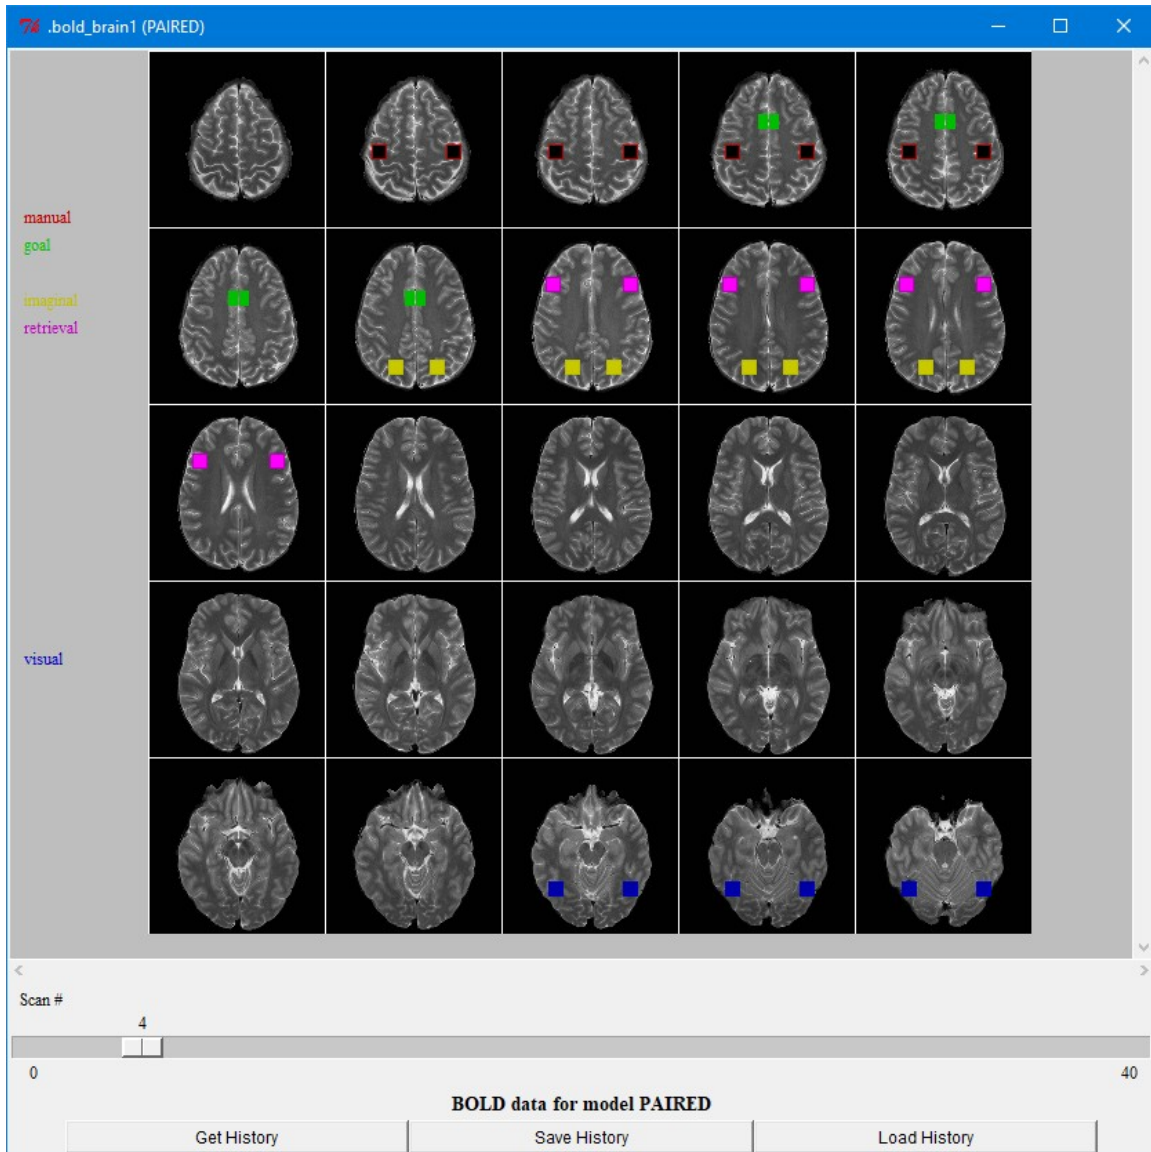 .bold_brain1 (PAIRED)
manual
goal
imaginal
retrieval
visual
Scan #
4
0 40
BOLD data for model PAIRED
Get History Save History Load History